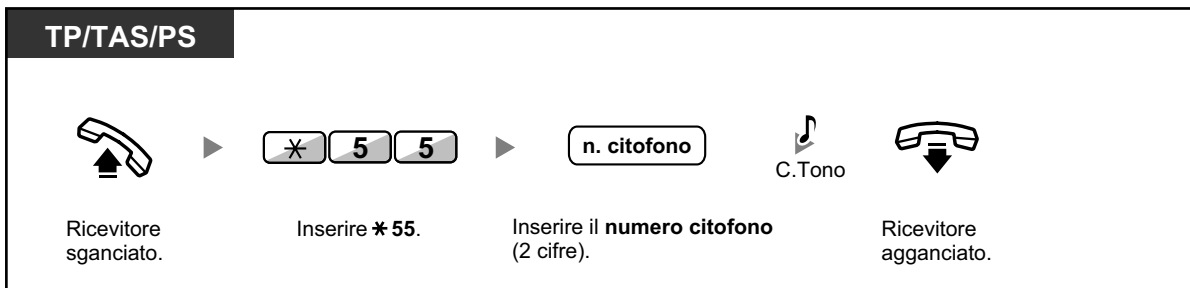 TP/TAS/PS
✳ 5 5
n. citofono
C.Tono
Ricevitore
sganciato.
Inserire ✳ 55.
Inserire il numero citofono
(2 cifre).
Ricevitore
agganciato.